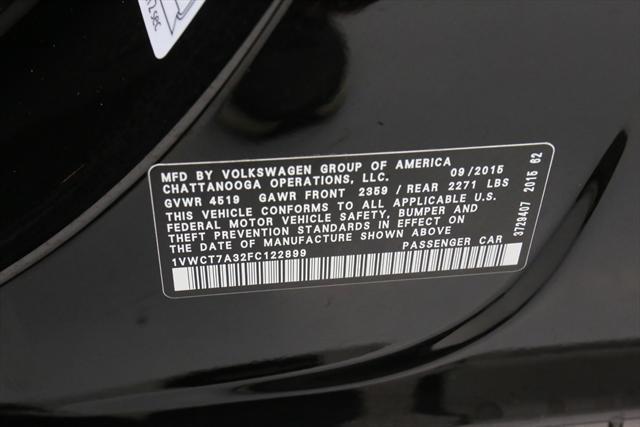 MFD BY VOLKSWAGEN GROUP OF AMERICA
CHATTANOOGA OPERATIONS, LLC. 09/2015
GVWR 4519 GAWR FRONT 2359 / REAR 2271 LBS
THIS VEHICLE CONFORMS TO ALL APPLICABLE U.S.
FEDERAL MOTOR VEHICLE SAFETY, BUMPER AND
THEFT PREVENTION STANDARDS IN EFFECT ON
THE DATE OF MANUFACTURE SHOWN ABOVE
1VWCT7A32FC122899 PASSENGER CAR
3729407 2015 62